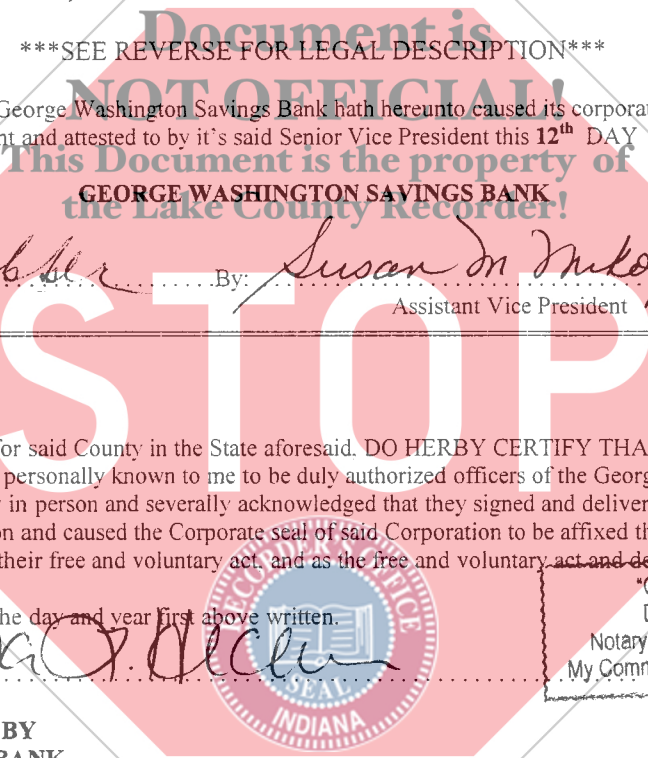 ***SEE REVERSE FOR LEGAL DESCRIPTION***
Document is
NOT OFFICIAL!
George Washington Savings Bank hath hereunto caused its corpora
nt and attested to by it's said Senior Vice President this 12th DAY
This Document is the property of
GEORGE WASHINGTON SAVINGS BANK
the Lake County Recorder!
By: Susan M
Assistant Vice President
STOP
for said County in the State aforesaid. DO HERBY CERTIFY THA
personally known to me to be duly authorized officers of the Georg
in person and severally acknowledged that they signed and deliver
on and caused the Corporate seal of said Corporation to be affixed th
their free and voluntary act, and as the free and voluntary act and de
he day and year first above written.
RECORDER'S OFFICE
SEAL
INDIANA
Notary
My Comm
BY
BANK